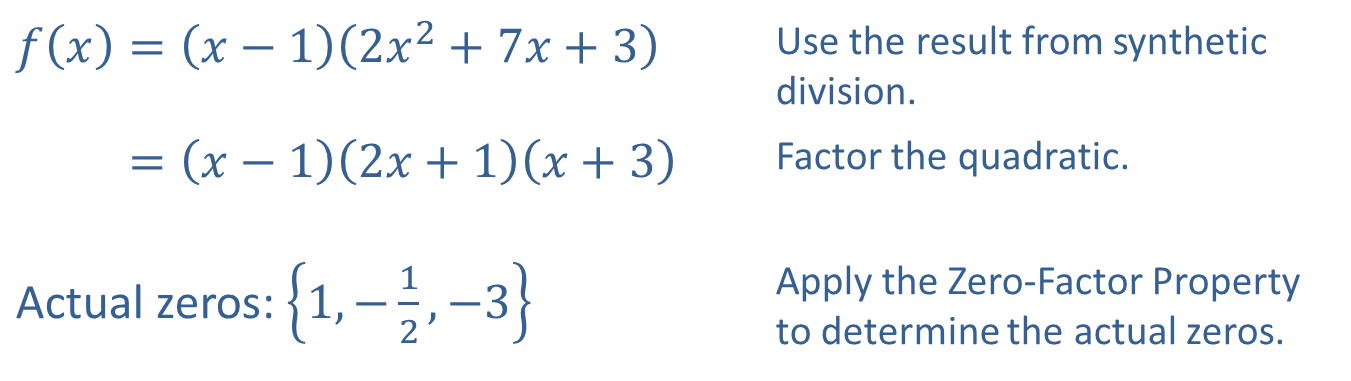 f(x) = (x − 1)(2x² + 7x + 3) Use the result from synthetic
division.
= (x − 1)(2x + 1)(x + 3) Factor the quadratic.
Actual zeros: {1, −1/2, −3} Apply the Zero-Factor Property
to determine the actual zeros.